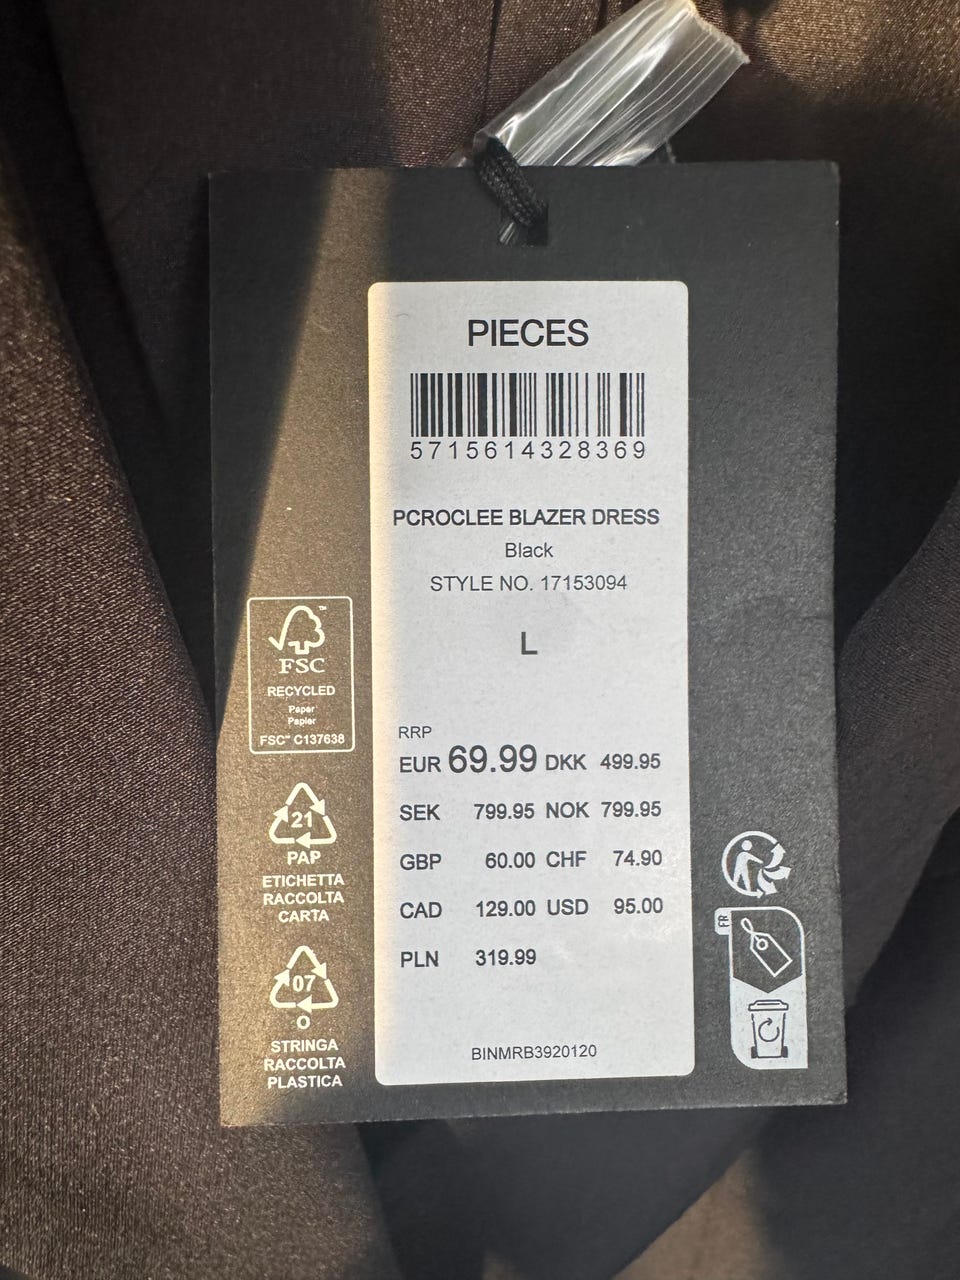 PIECES
5715614328369
PCROCLEE BLAZER DRESS
Black
STYLE NO. 17153094
L
RRP
EUR 69.99 DKK 499.95
SEK 799.95 NOK 799.95
GBP 60.00 CHF 74.90
CAD 129.00 USD 95.00
PLN 319.99
BINMRB3920120
FSC™
RECYCLED
Paper
Papier
FSC™ C137638
21
PAP
ETICHETTA
RACCOLTA
CARTA
07
O
STRINGA
RACCOLTA
PLASTICA
FR